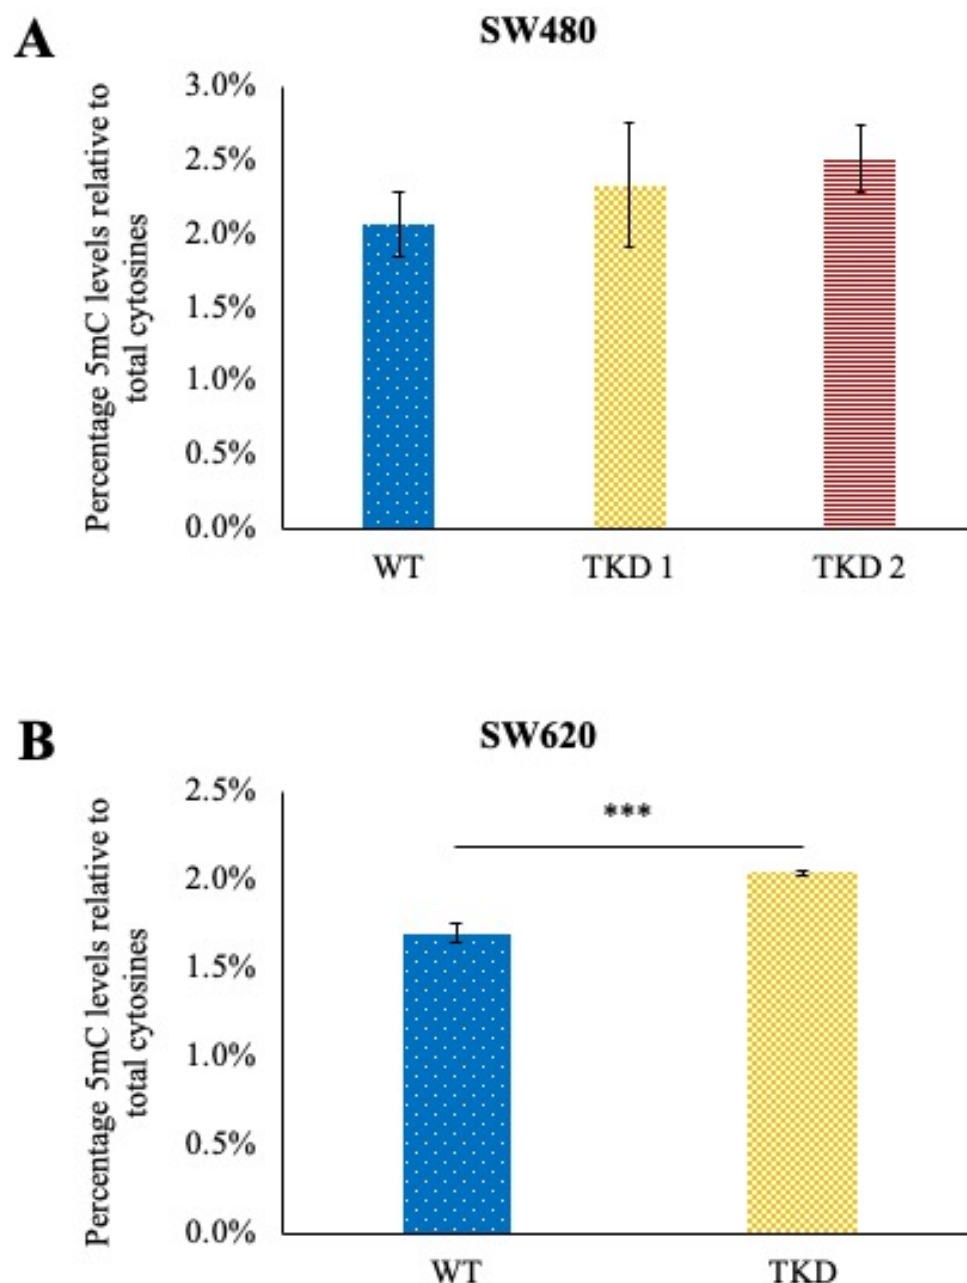 A
SW480
Percentage 5mC levels relative to
total cytosines
3.0%
2.5%
2.0%
1.5%
1.0%
0.5%
0.0%
WT TKD 1 TKD 2
B
SW620
Percentage 5mC levels relative to
total cytosines
2.5%
2.0%
1.5%
1.0%
0.5%
0.0%
***
WT TKD